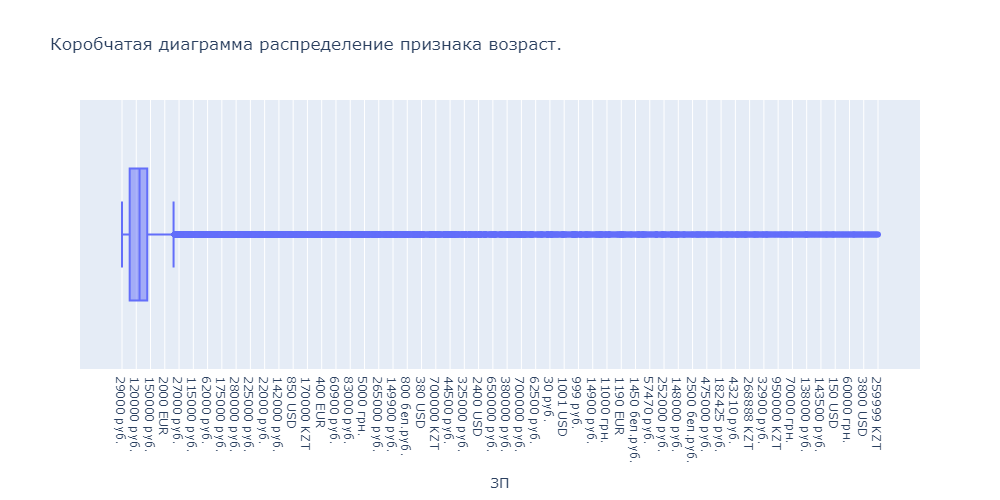 Коробчатая диаграмма распределение признака возраст.
29000 руб.
120000 руб.
150000 руб.
2000 EUR
27000 руб.
115000 руб.
62000 руб.
175000 руб.
280000 руб.
225000 руб.
22000 руб.
142000 руб.
850 USD
170000 KZT
400 EUR
60900 руб.
83000 руб.
5000 грн.
265000 руб.
149900 руб.
800 бел.руб.
380 USD
700000 KZT
44500 руб.
325000 руб.
2400 USD
650000 руб.
380000 руб.
700000 руб.
62500 руб.
30 руб.
1001 USD
999 руб.
14900 руб.
11000 грн.
1190 EUR
1450 бел.руб.
57470 руб.
252000 руб.
148000 руб.
2500 бел.руб.
475000 руб.
182425 руб.
43210 руб.
268888 KZT
32900 руб.
950000 KZT
70000 грн.
138000 руб.
143500 руб.
150 USD
60000 грн.
3800 USD
259999 KZT
ЗП